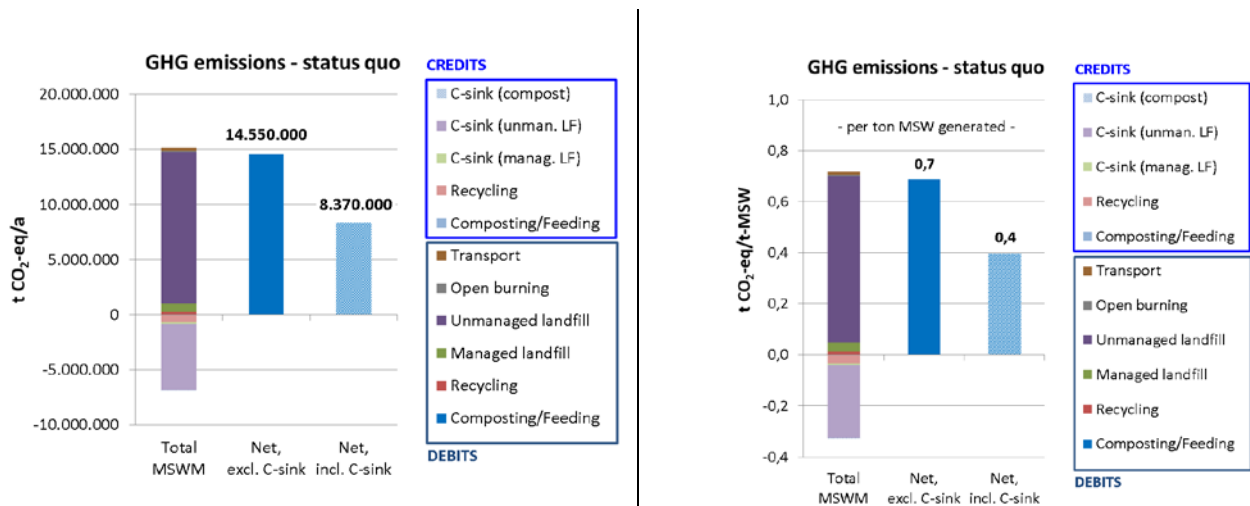 GHG emissions - status quo
t CO₂-eq/a
20.000.000
15.000.000
10.000.000
5.000.000
0
-5.000.000
-10.000.000
14.550.000
8.370.000
Total
MSWM
Net,
excl. C-sink
Net,
incl. C-sink
CREDITS
C-sink (compost)
C-sink (unman. LF)
C-sink (manag. LF)
Recycling
Composting/Feeding
Transport
Open burning
Unmanaged landfill
Managed landfill
Recycling
Composting/Feeding
DEBITS
GHG emissions - status quo
t CO₂-eq/t-MSW
1,0
0,8
0,6
0,4
0,2
0,0
-0,2
-0,4
- per ton MSW generated -
0,7
0,4
Total
MSWM
Net,
excl. C-sink
Net,
incl. C-sink
CREDITS
C-sink (compost)
C-sink (unman. LF)
C-sink (manag. LF)
Recycling
Composting/Feeding
Transport
Open burning
Unmanaged landfill
Managed landfill
Recycling
Composting/Feeding
DEBITS